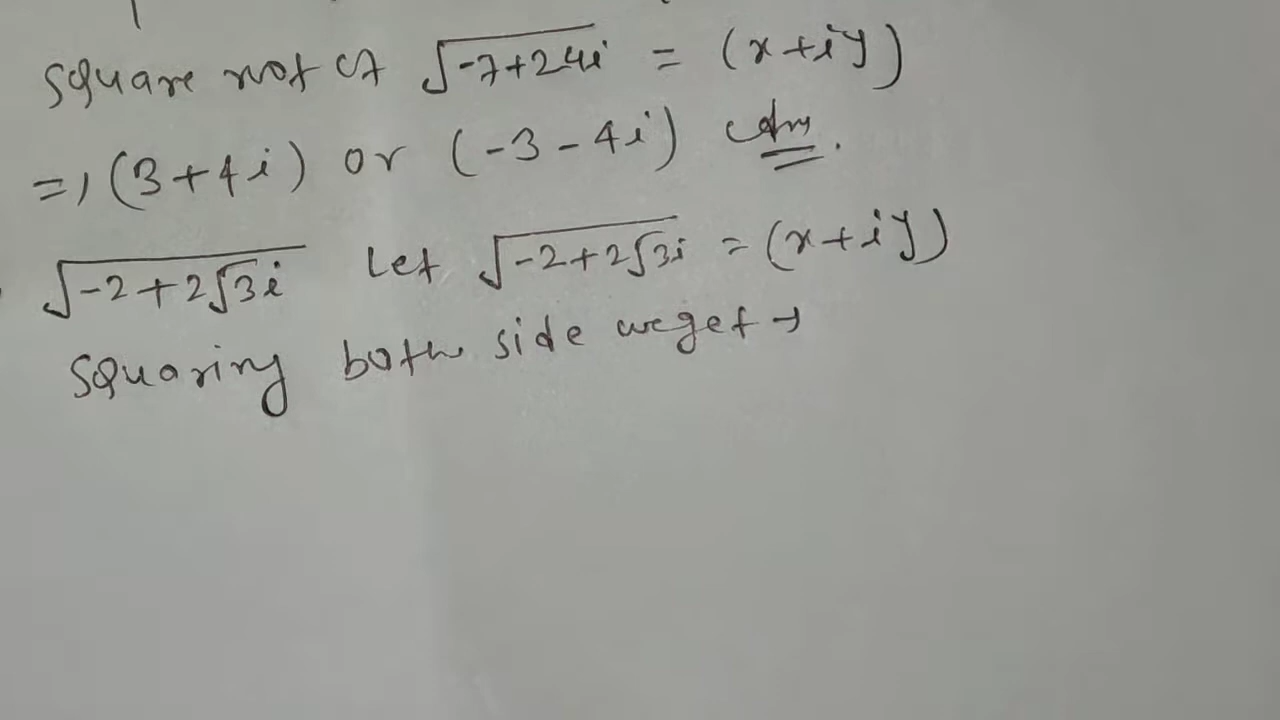 square root of √-7+24i = (x+iy)
=) (3+4i) or (-3-4i) Ans.
√-2+2√3i Let √-2+2√3i = (x+iy)
Squaring both side we get →